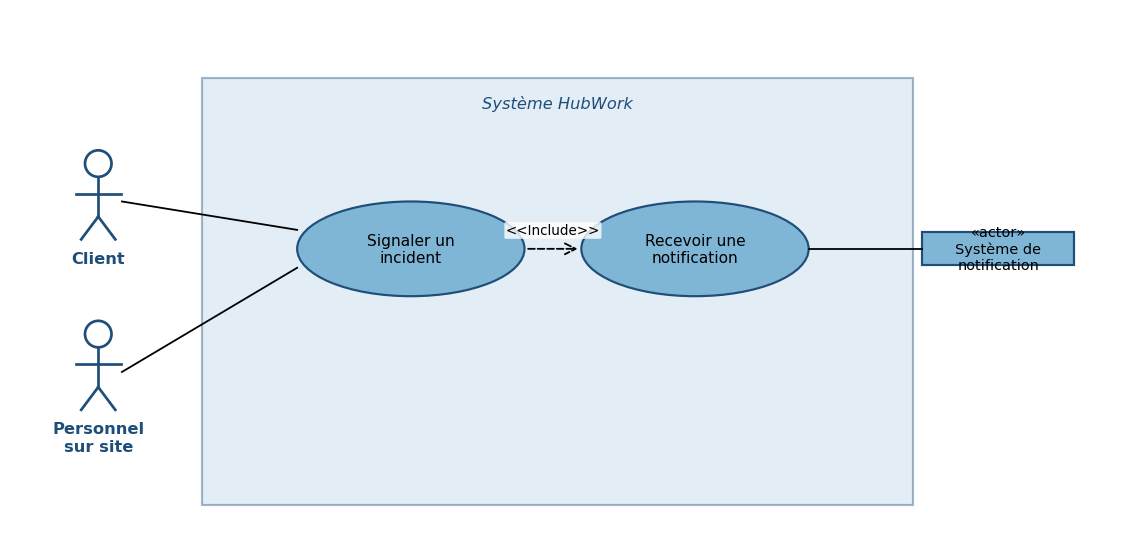 Système HubWork
Client
Signaler un
incident
<<Include>>
Recevoir une
notification
«actor»
Système de
notification
Personnel
sur site